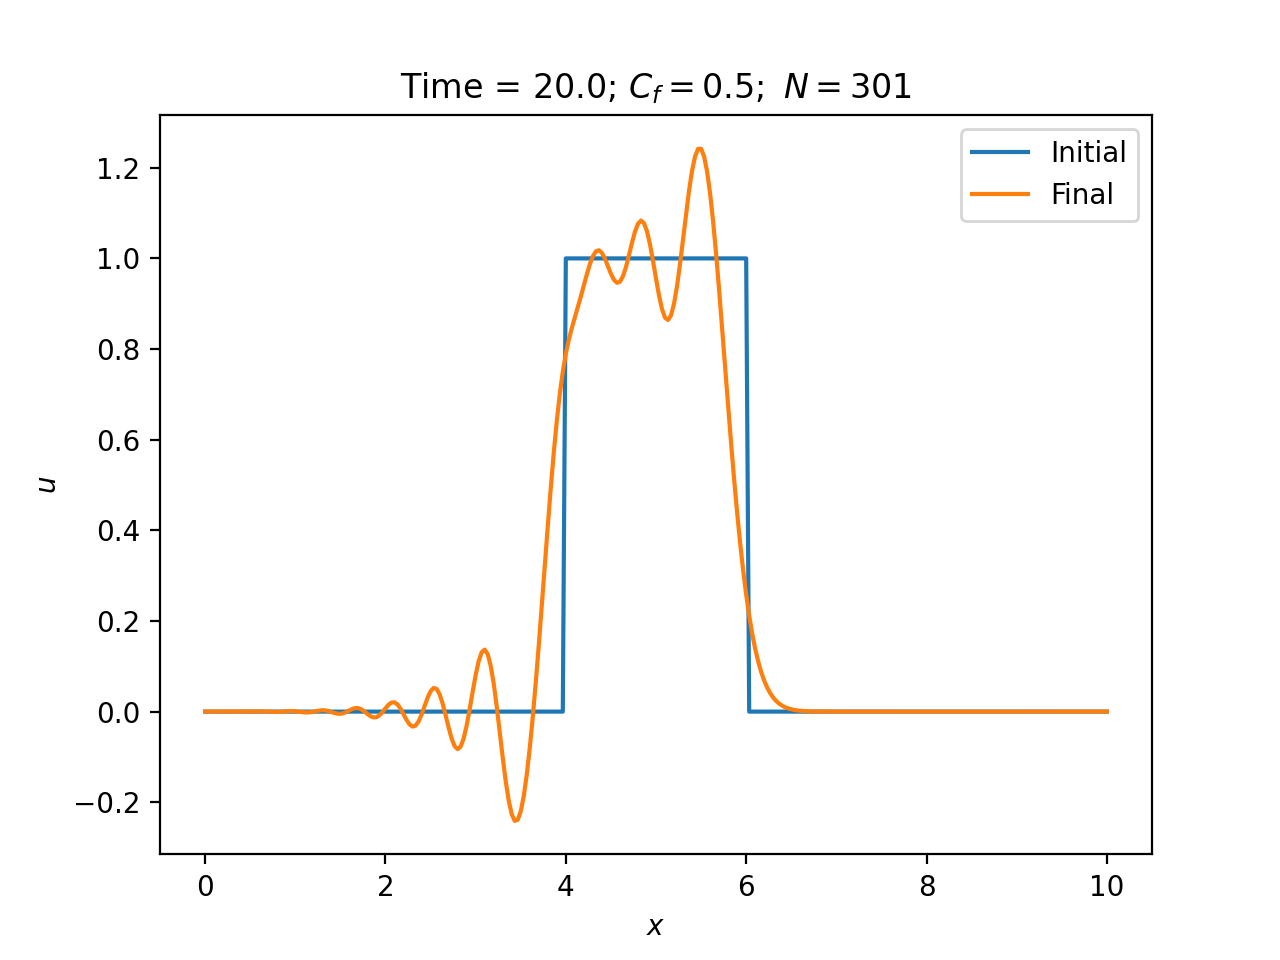 Time = 20.0; $C_f = 0.5$; $N = 301$
Initial
Final
1.2
1.0
0.8
0.6
0.4
0.2
0.0
−0.2
u
0 2 4 6 8 10
x